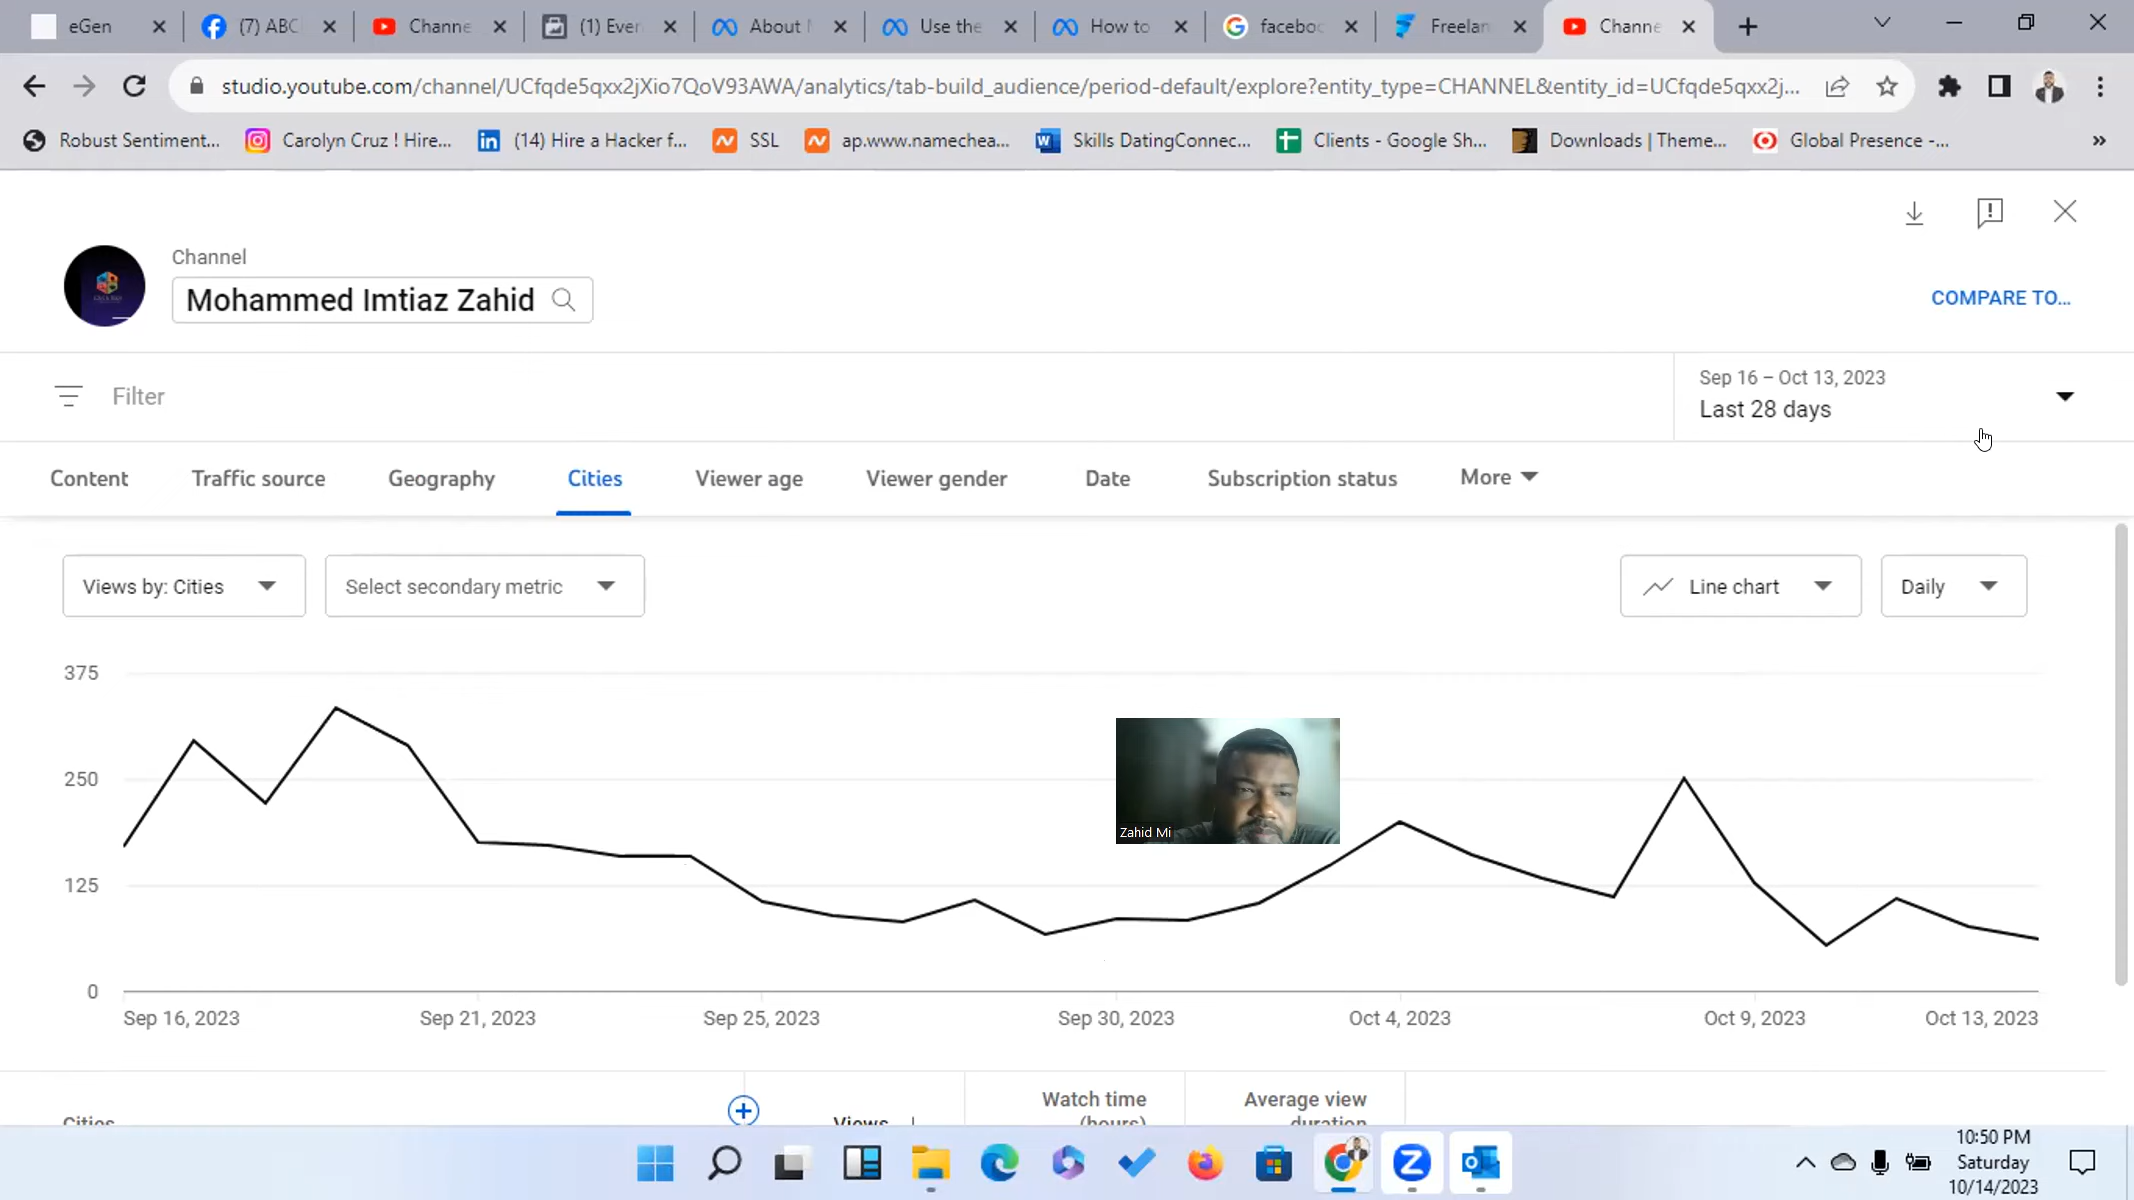 eGen
(7) ABC
Channe
(1) Ever
About
Use the
How to
faceboc
Freelan
Channe
studio.youtube.com/channel/UCfqde5qxx2jXio7QoV93AWA/analytics/tab-build_audience/period-default/explore?entity_type=CHANNEL&entity_id=UCfqde5qxx2j...
Robust Sentiment...
Carolyn Cruz ! Hire...
(14) Hire a Hacker f...
SSL
ap.www.namechea...
Skills DatingConnec...
Clients - Google Sh...
Downloads | Theme...
Global Presence -...
»
Channel
Mohammed Imtiaz Zahid
COMPARE TO...
Filter
Sep 16 – Oct 13, 2023
Last 28 days
Content
Traffic source
Geography
Cities
Viewer age
Viewer gender
Date
Subscription status
More
Views by: Cities
Select secondary metric
Line chart
Daily
375
250
125
0
Zahid Mi
Sep 16, 2023
Sep 21, 2023
Sep 25, 2023
Sep 30, 2023
Oct 4, 2023
Oct 9, 2023
Oct 13, 2023
Cities
Views
Watch time
(hours)
Average view
duration
10:50 PM
Saturday
10/14/2023